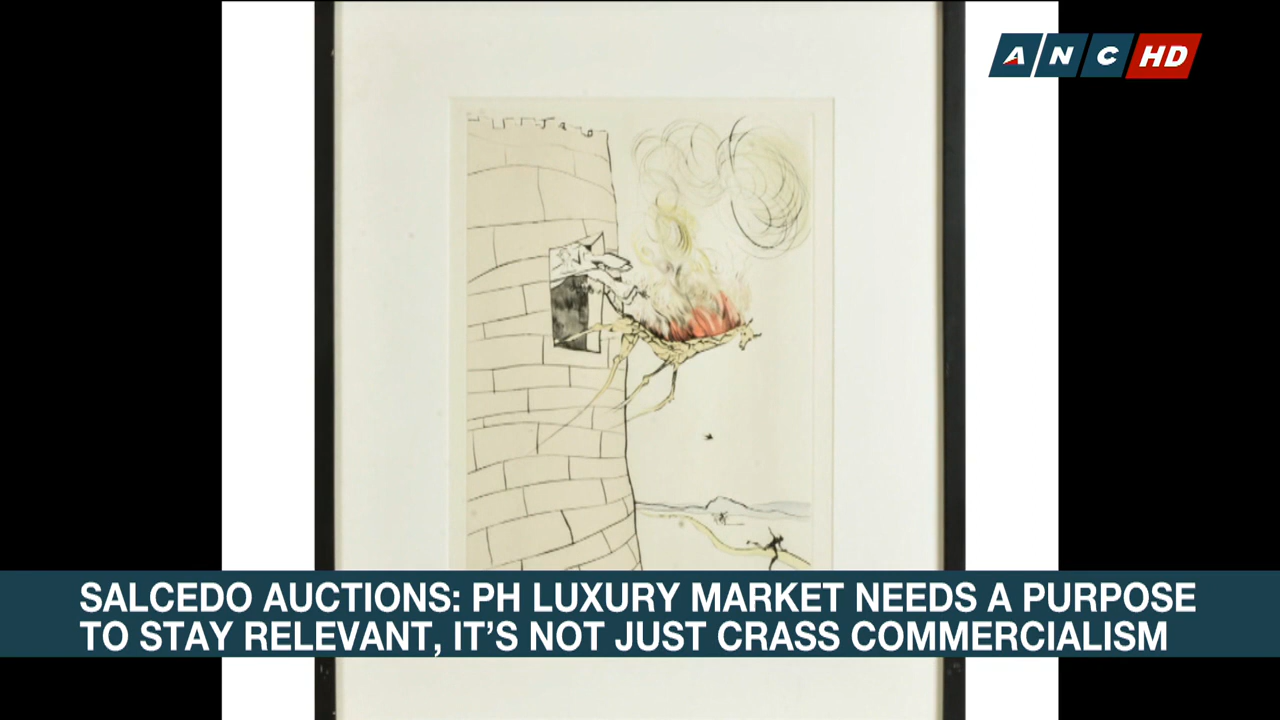 ANC HD
SALCEDO AUCTIONS: PH LUXURY MARKET NEEDS A PURPOSE
TO STAY RELEVANT, IT'S NOT JUST CRASS COMMERCIALISM